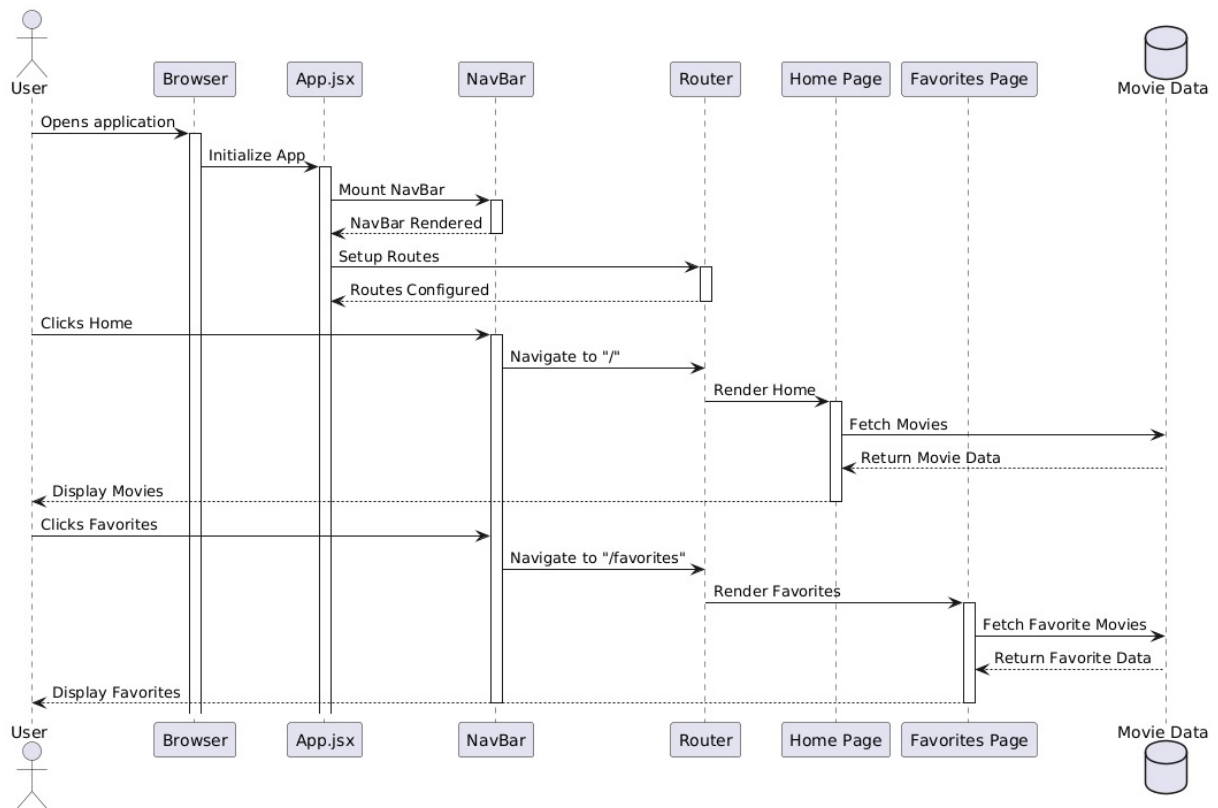 User
Browser
App.jsx
NavBar
Router
Home Page
Favorites Page
Movie Data
Opens application
Initialize App
Mount NavBar
NavBar Rendered
Setup Routes
Routes Configured
Clicks Home
Navigate to "/"
Render Home
Fetch Movies
Return Movie Data
Display Movies
Clicks Favorites
Navigate to "/favorites"
Render Favorites
Fetch Favorite Movies
Return Favorite Data
Display Favorites
User
Browser
App.jsx
NavBar
Router
Home Page
Favorites Page
Movie Data